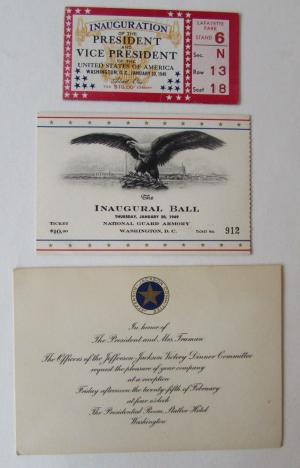 INAUGURATION
OF THE
PRESIDENT
AND
VICE PRESIDENT
OF THE
UNITED STATES OF AMERICA
WASHINGTON, D.C., JANUARY 20, 1949
LAFAYETTE
PARK
STAND 6
Sec. N
Row 13
Seat 18
The
INAUGURAL BALL
THURSDAY, JANUARY 20, 1949
NATIONAL GUARD ARMORY
WASHINGTON, D. C.
TICKET
$10.00
Ticket No. 912
In honor of
The President and Mrs. Truman
The Officers of the Jefferson-Jackson Victory Dinner Committee
request the pleasure of your company
at a reception
Friday afternoon the twenty-fifth of February
at four o'clock
The Presidential Room, Statler Hotel
Washington